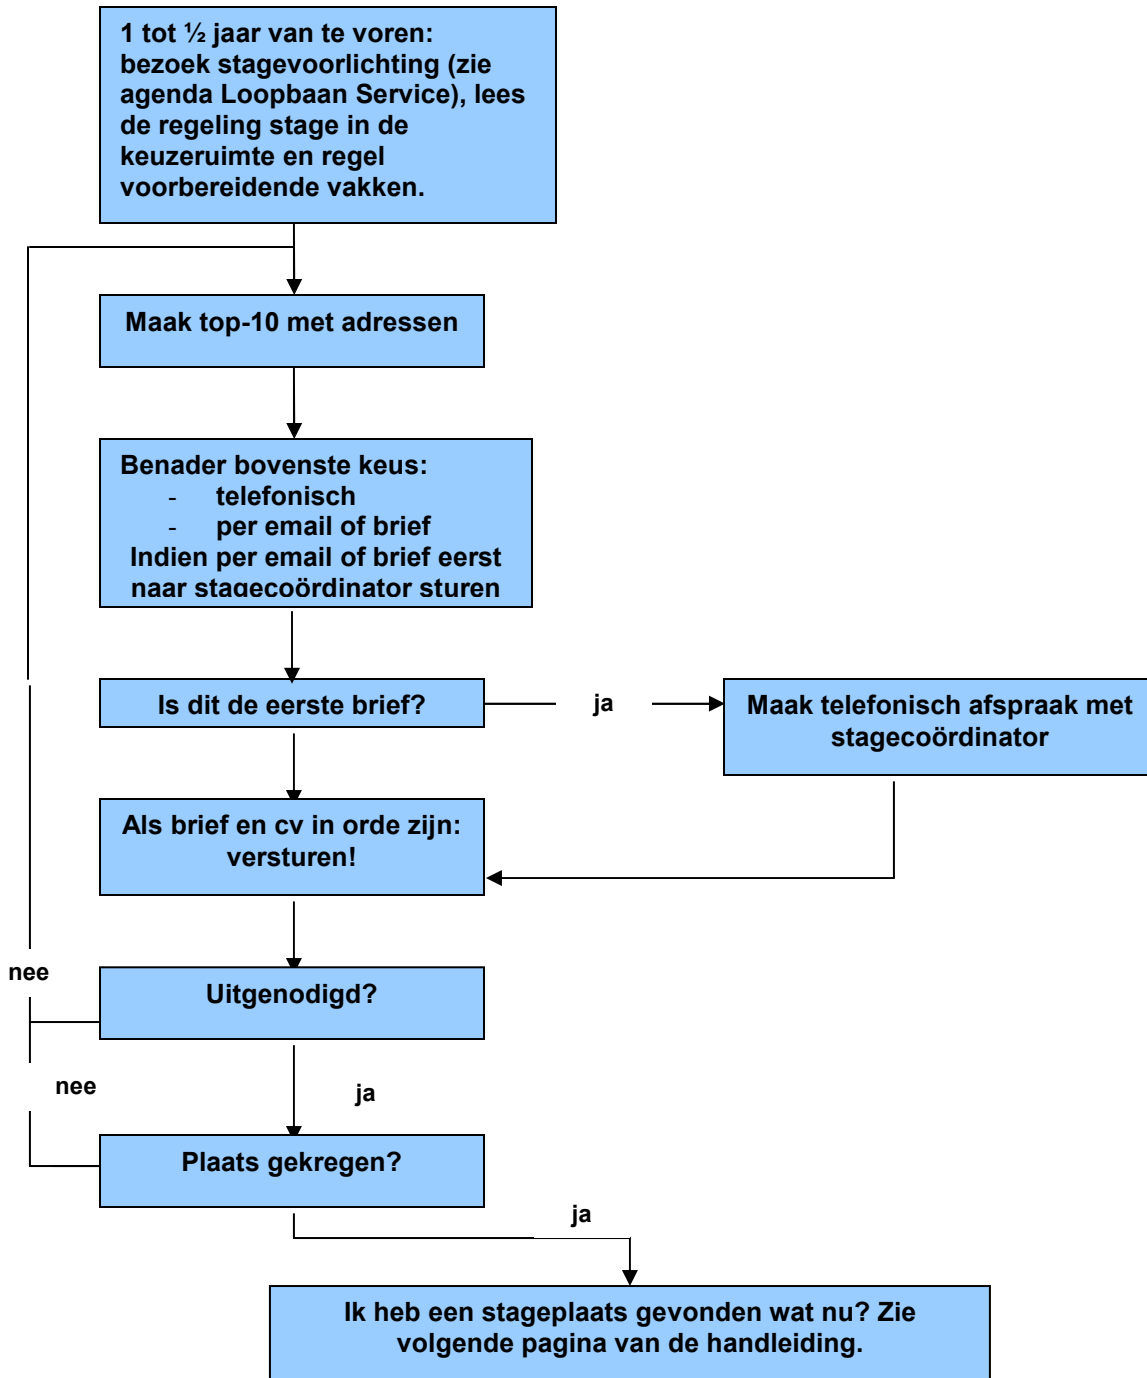 1 tot ½ jaar van te voren:
bezoek stagevoorlichting (zie
agenda Loopbaan Service), lees
de regeling stage in de
keuzeruimte en regel
voorbereidende vakken.
Maak top-10 met adressen
Benader bovenste keus:
- telefonisch
- per email of brief
Indien per email of brief eerst
naar stagecoördinator sturen
Is dit de eerste brief?
ja
Maak telefonisch afspraak met
stagecoördinator
Als brief en cv in orde zijn:
versturen!
nee
Uitgenodigd?
nee
ja
Plaats gekregen?
ja
Ik heb een stageplaats gevonden wat nu? Zie
volgende pagina van de handleiding.